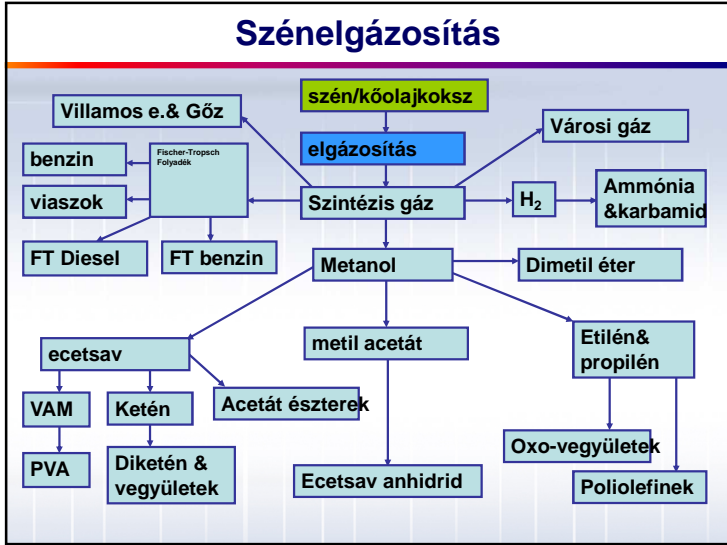 Szénelgázosítás
szén/kőolajkoksz
Villamos e.& Gőz
Városi gáz
elgázosítás
benzin
Fischer-Tropsch
Folyadék
viaszok
Szintézis gáz
H2
Ammónia
&karbamid
FT Diesel
FT benzin
Metanol
Dimetil éter
ecetsav
metil acetát
Etilén&
propilén
VAM
Ketén
Acetát észterek
PVA
Diketén &
vegyületek
Ecetsav anhidrid
Oxo-vegyületek
Poliolefinek